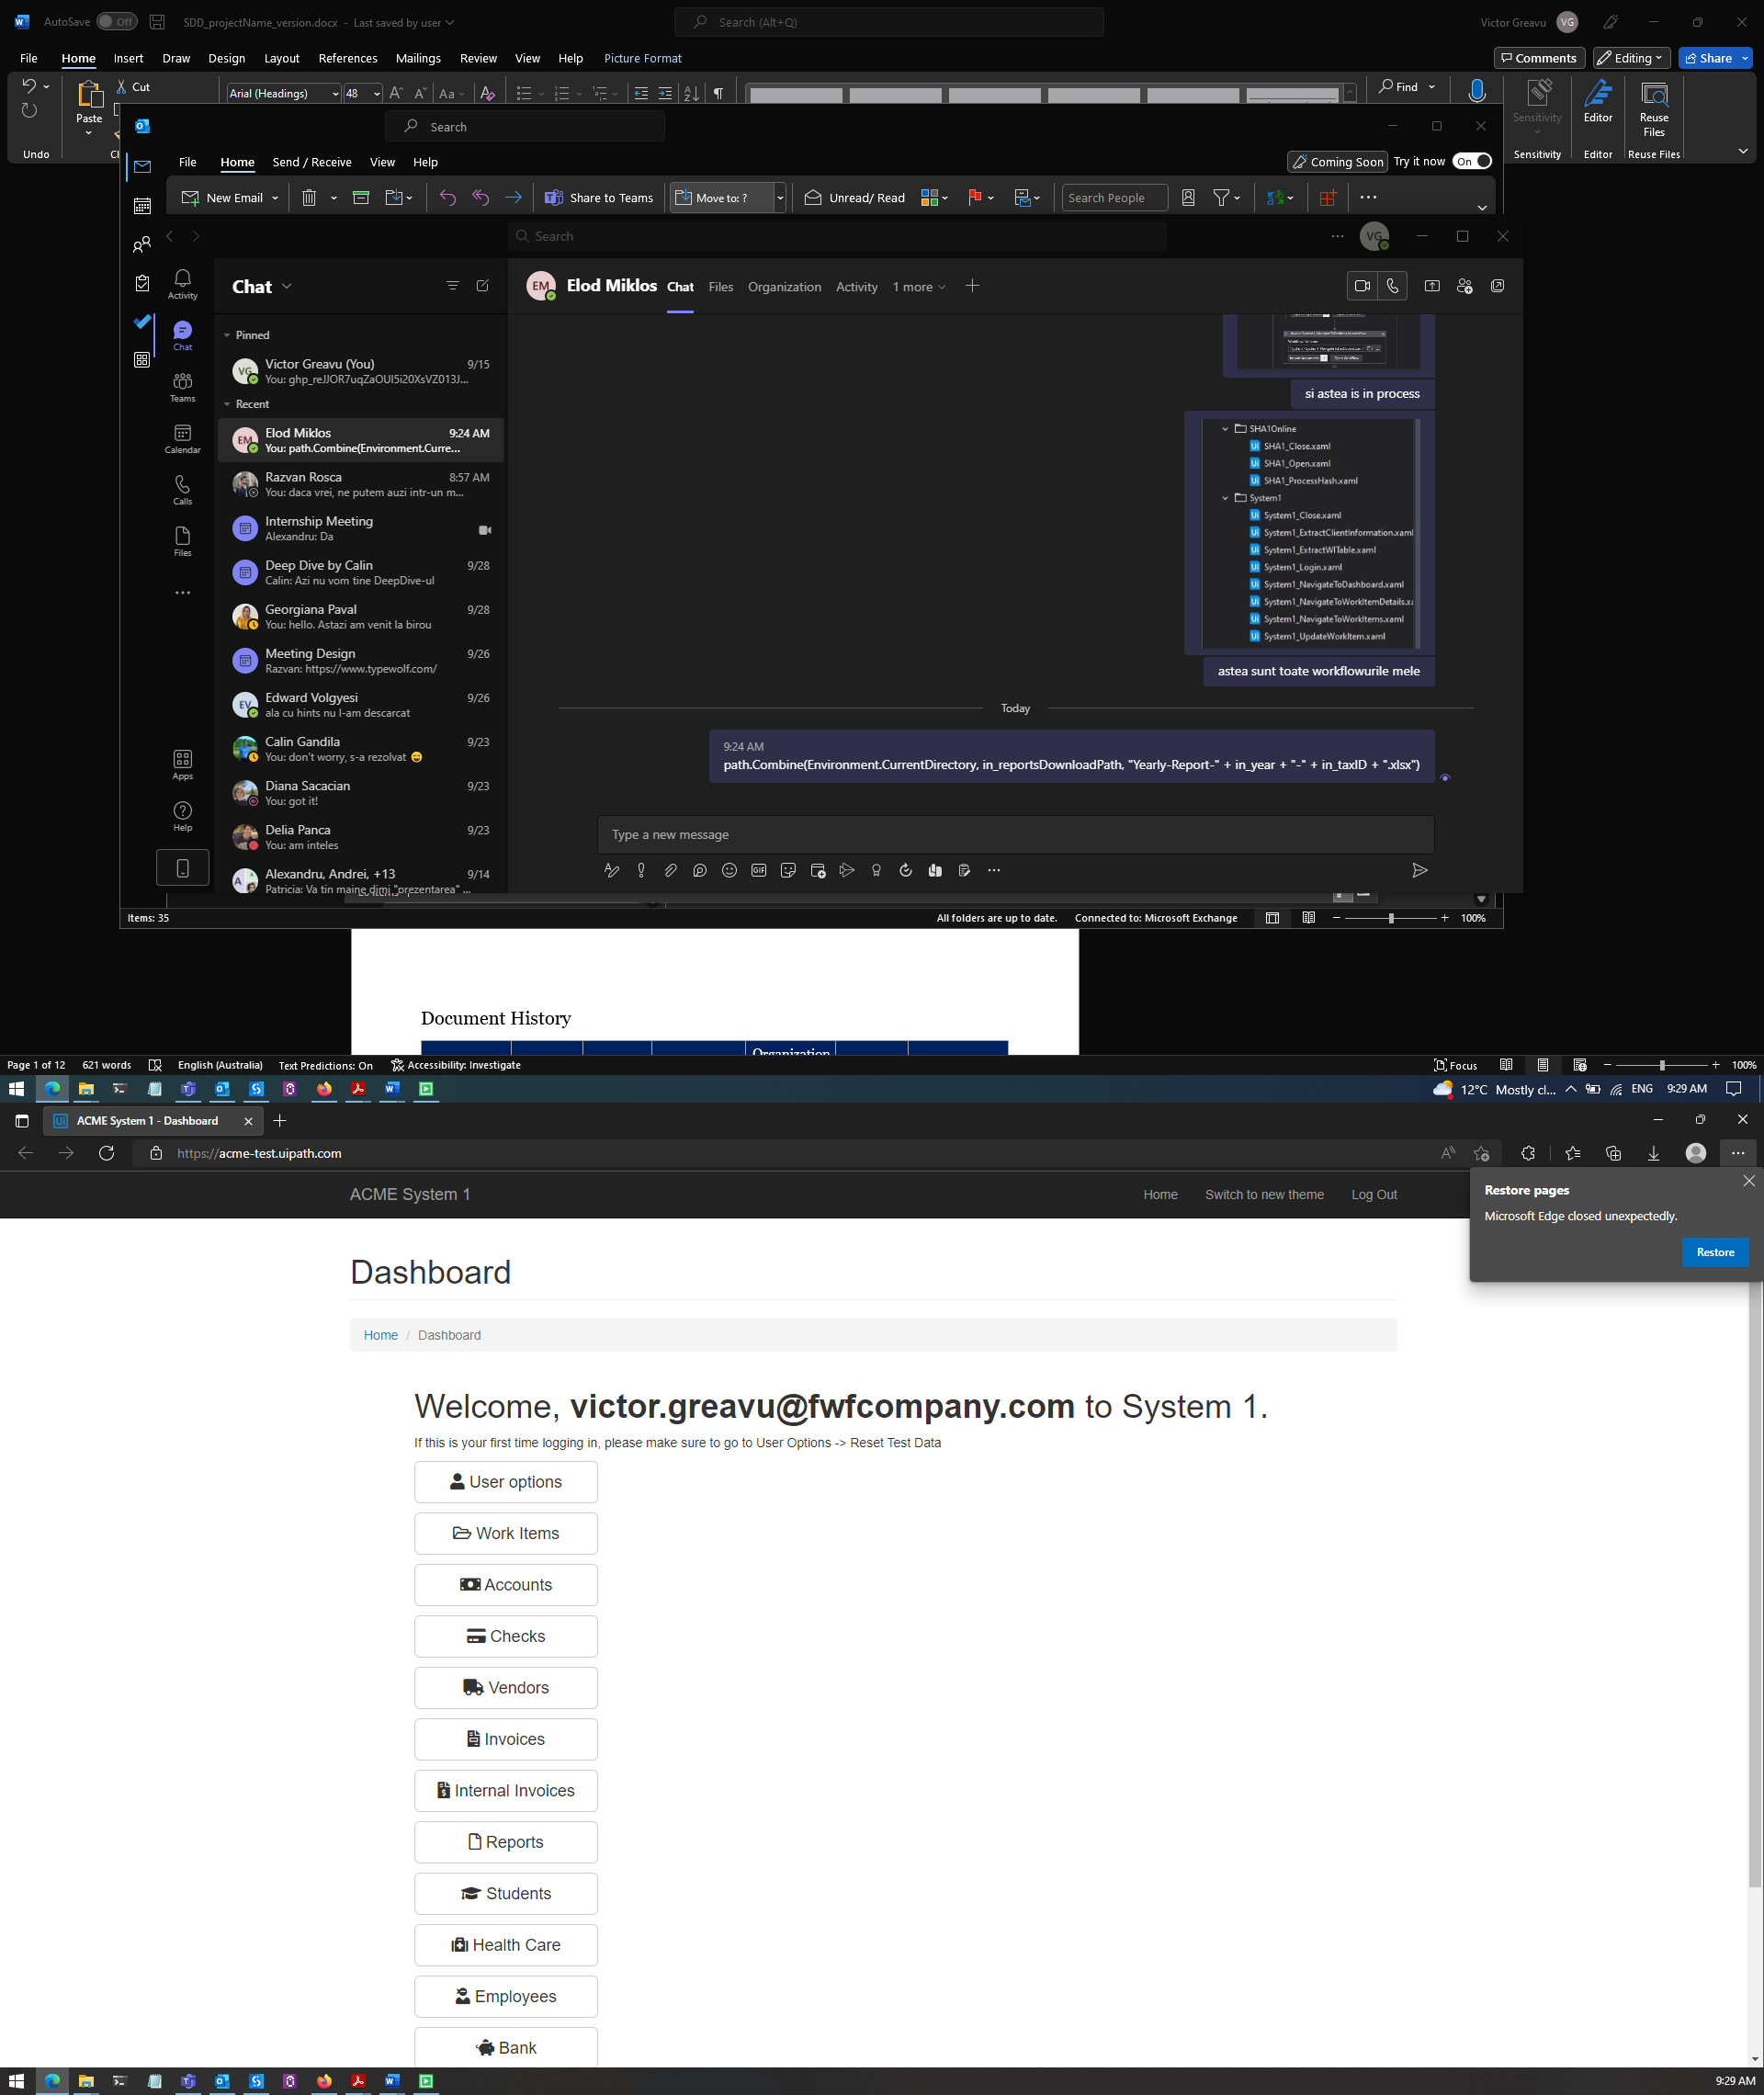 AutoSave Off SDD_projectName_version.docx - Last saved by user Search (Alt+Q) Victor Greavu VG
File Home Insert Draw Design Layout References Mailings Review View Help Picture Format Comments Editing Share
Undo Paste Cut Arial (Headings) 48 Aa Find Sensitivity Editor Reuse Files
Sensitivity Editor Reuse Files
Search
File Home Send / Receive View Help Coming Soon Try it now On
New Email Share to Teams Move to: ? Unread/ Read Search People
Search VG
Activity
Chat
Teams
Calendar
Calls
Files
Apps
Help
Chat
Pinned
VG Victor Greavu (You) 9/15
Recent
EM Elod Miklos 9:24 AM
You: path.Combine(Environment.Curre...
Razvan Rosca 8:57 AM
You: daca vrei, ne putem auzi intr-un m...
Internship Meeting
Alexandru: Da
Deep Dive by Calin 9/28
Calin: Azi nu vom tine DeepDive-ul
Georgiana Paval 9/28
You: hello. Astazi am venit la birou
Meeting Design 9/26
Razvan: https://www.typewolf.com/
EV Edward Volgyesi 9/26
ala cu hints nu l-am descarcat
Calin Gandila 9/23
You: don't worry, s-a rezolvat 😄
Diana Sacacian 9/23
You: got it!
Delia Panca 9/23
You: am inteles
Alexandru, Andrei, +13 9/14
Patricia: Va tin maine dimi "prezentarea" ...
EM Elod Miklos Chat Files Organization Activity 1 more
si astea is in process
SHA1Online
SHA1_Close.xaml
SHA1_Open.xaml
SHA1_ProcessHash.xaml
System1
System1_Close.xaml
System1_ExtractClientInformation.xaml
System1_ExtractWITable.xaml
System1_Login.xaml
System1_NavigateToDashboard.xaml
System1_NavigateToWorkItemDetails.xa
System1_NavigateToWorkItems.xaml
System1_UpdateWorkItem.xaml
astea sunt toate workflowurile mele
Today
9:24 AM
path.Combine(Environment.CurrentDirectory, in_reportsDownloadPath, "Yearly-Report-" + in_year + "-" + in_taxID + ".xlsx")
Type a new message
Items: 35 All folders are up to date. Connected to: Microsoft Exchange 100%
Document History
Organization
Page 1 of 12 621 words English (Australia) Text Predictions: On Accessibility: Investigate Focus 100%
12°C Mostly cl... ENG 9:29 AM
ACME System 1 - Dashboard
https://acme-test.uipath.com
ACME System 1 Home Switch to new theme Log Out
Restore pages
Microsoft Edge closed unexpectedly.
Restore
Dashboard
Home / Dashboard
Welcome, victor.greavu@fwfcompany.com to System 1.
If this is your first time logging in, please make sure to go to User Options -> Reset Test Data
User options
Work Items
Accounts
Checks
Vendors
Invoices
Internal Invoices
Reports
Students
Health Care
Employees
Bank
9:29 AM